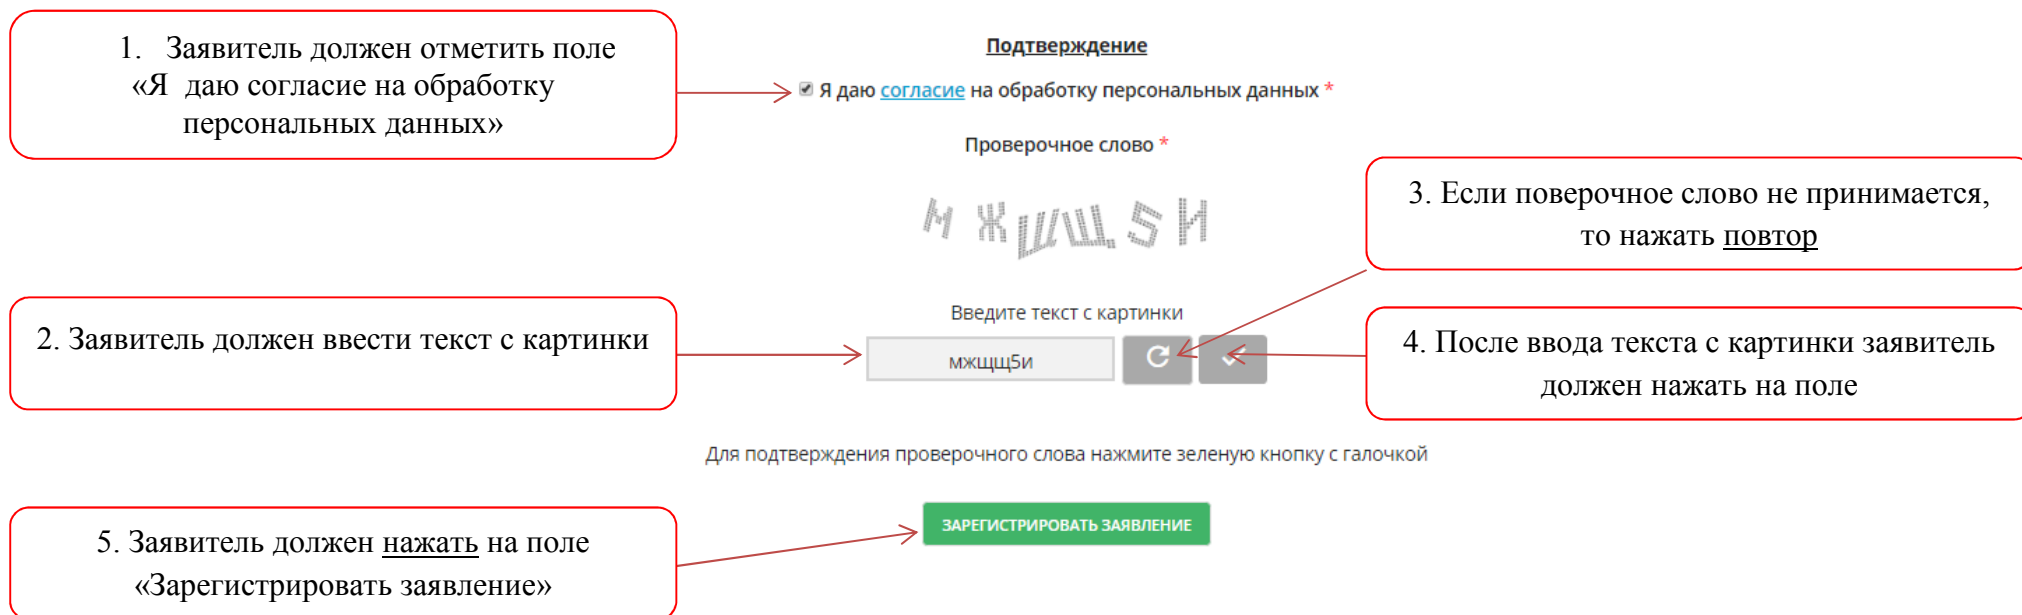 1. Заявитель должен отметить поле
«Я даю согласие на обработку
персональных данных»
Подтверждение
Я даю согласие на обработку персональных данных *
Проверочное слово *
МЖШЩ5И
3. Если поверочное слово не принимается,
то нажать повтор
2. Заявитель должен ввести текст с картинки
Введите текст с картинки
мжщщ5и
4. После ввода текста с картинки заявитель
должен нажать на поле
Для подтверждения проверочного слова нажмите зеленую кнопку с галочкой
5. Заявитель должен нажать на поле
«Зарегистрировать заявление»
ЗАРЕГИСТРИРОВАТЬ ЗАЯВЛЕНИЕ